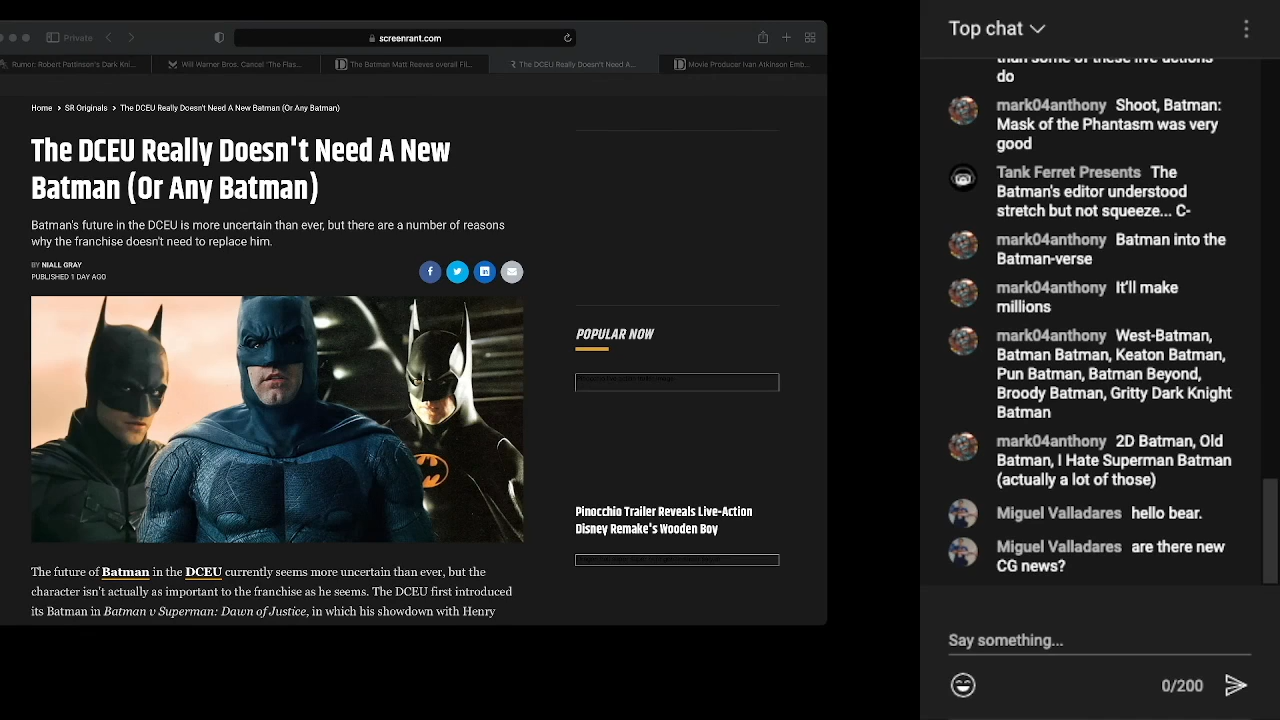 Private
screenrant.com
Rumor: Robert Pattinson's Dark Kni...
Will Warner Bros. Cancel "The Flas...
The Batman Matt Reeves overall Fil...
The DCEU Really Doesn't Need A...
Movie Producer Ivan Atkinson Emb...
Home > SR Originals > The DCEU Really Doesn't Need A New Batman (Or Any Batman)
The DCEU Really Doesn't Need A New
Batman (Or Any Batman)
Batman's future in the DCEU is more uncertain than ever, but there are a number of reasons
why the franchise doesn't need to replace him.
BY NIALL GRAY
PUBLISHED 1 DAY AGO
The future of Batman in the DCEU currently seems more uncertain than ever, but the
character isn't actually as important to the franchise as he seems. The DCEU first introduced
its Batman in Batman v Superman: Dawn of Justice, in which his showdown with Henry
POPULAR NOW
Pinocchio Trailer Reveals Live-Action
Disney Remake's Wooden Boy
Top chat
than some of these live actions
do
mark04anthony Shoot, Batman:
Mask of the Phantasm was very
good
Tank Ferret Presents The
Batman's editor understood
stretch but not squeeze... C-
mark04anthony Batman into the
Batman-verse
mark04anthony It'll make
millions
mark04anthony West-Batman,
Batman Batman, Keaton Batman,
Pun Batman, Batman Beyond,
Broody Batman, Gritty Dark Knight
Batman
mark04anthony 2D Batman, Old
Batman, I Hate Superman Batman
(actually a lot of those)
Miguel Valladares hello bear.
Miguel Valladares are there new
CG news?
Say something...
0/200